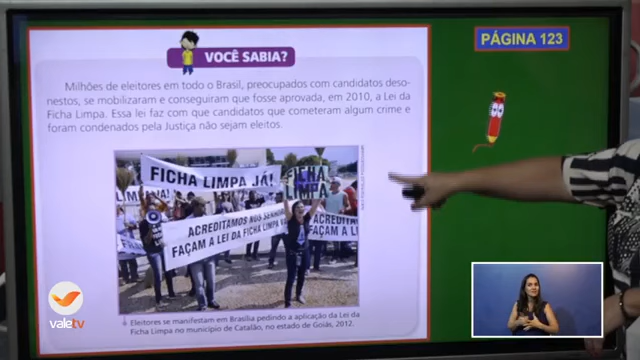 VOCÊ SABIA?
PÁGINA 123
Milhões de eleitores em todo o Brasil, preocupados com candidatos deso-
nestos, se mobilizaram e conseguiram que fosse aprovada, em 2010, a Lei da
Ficha Limpa. Essa lei faz com que candidatos que cometeram algum crime e
foram condenados pela Justiça não sejam eleitos.
FICHA LIMPA JÁ!
FICHA
LIMPA
ACREDITAMOS NOS SENHOR
FAÇAM A LEI DA FICHA LIMPA VA
FAÇAM A LE
Eleitores se manifestam em Brasília pedindo a aplicação da Lei da
Ficha Limpa no município de Catalão, no estado de Goiás, 2012.
valetv